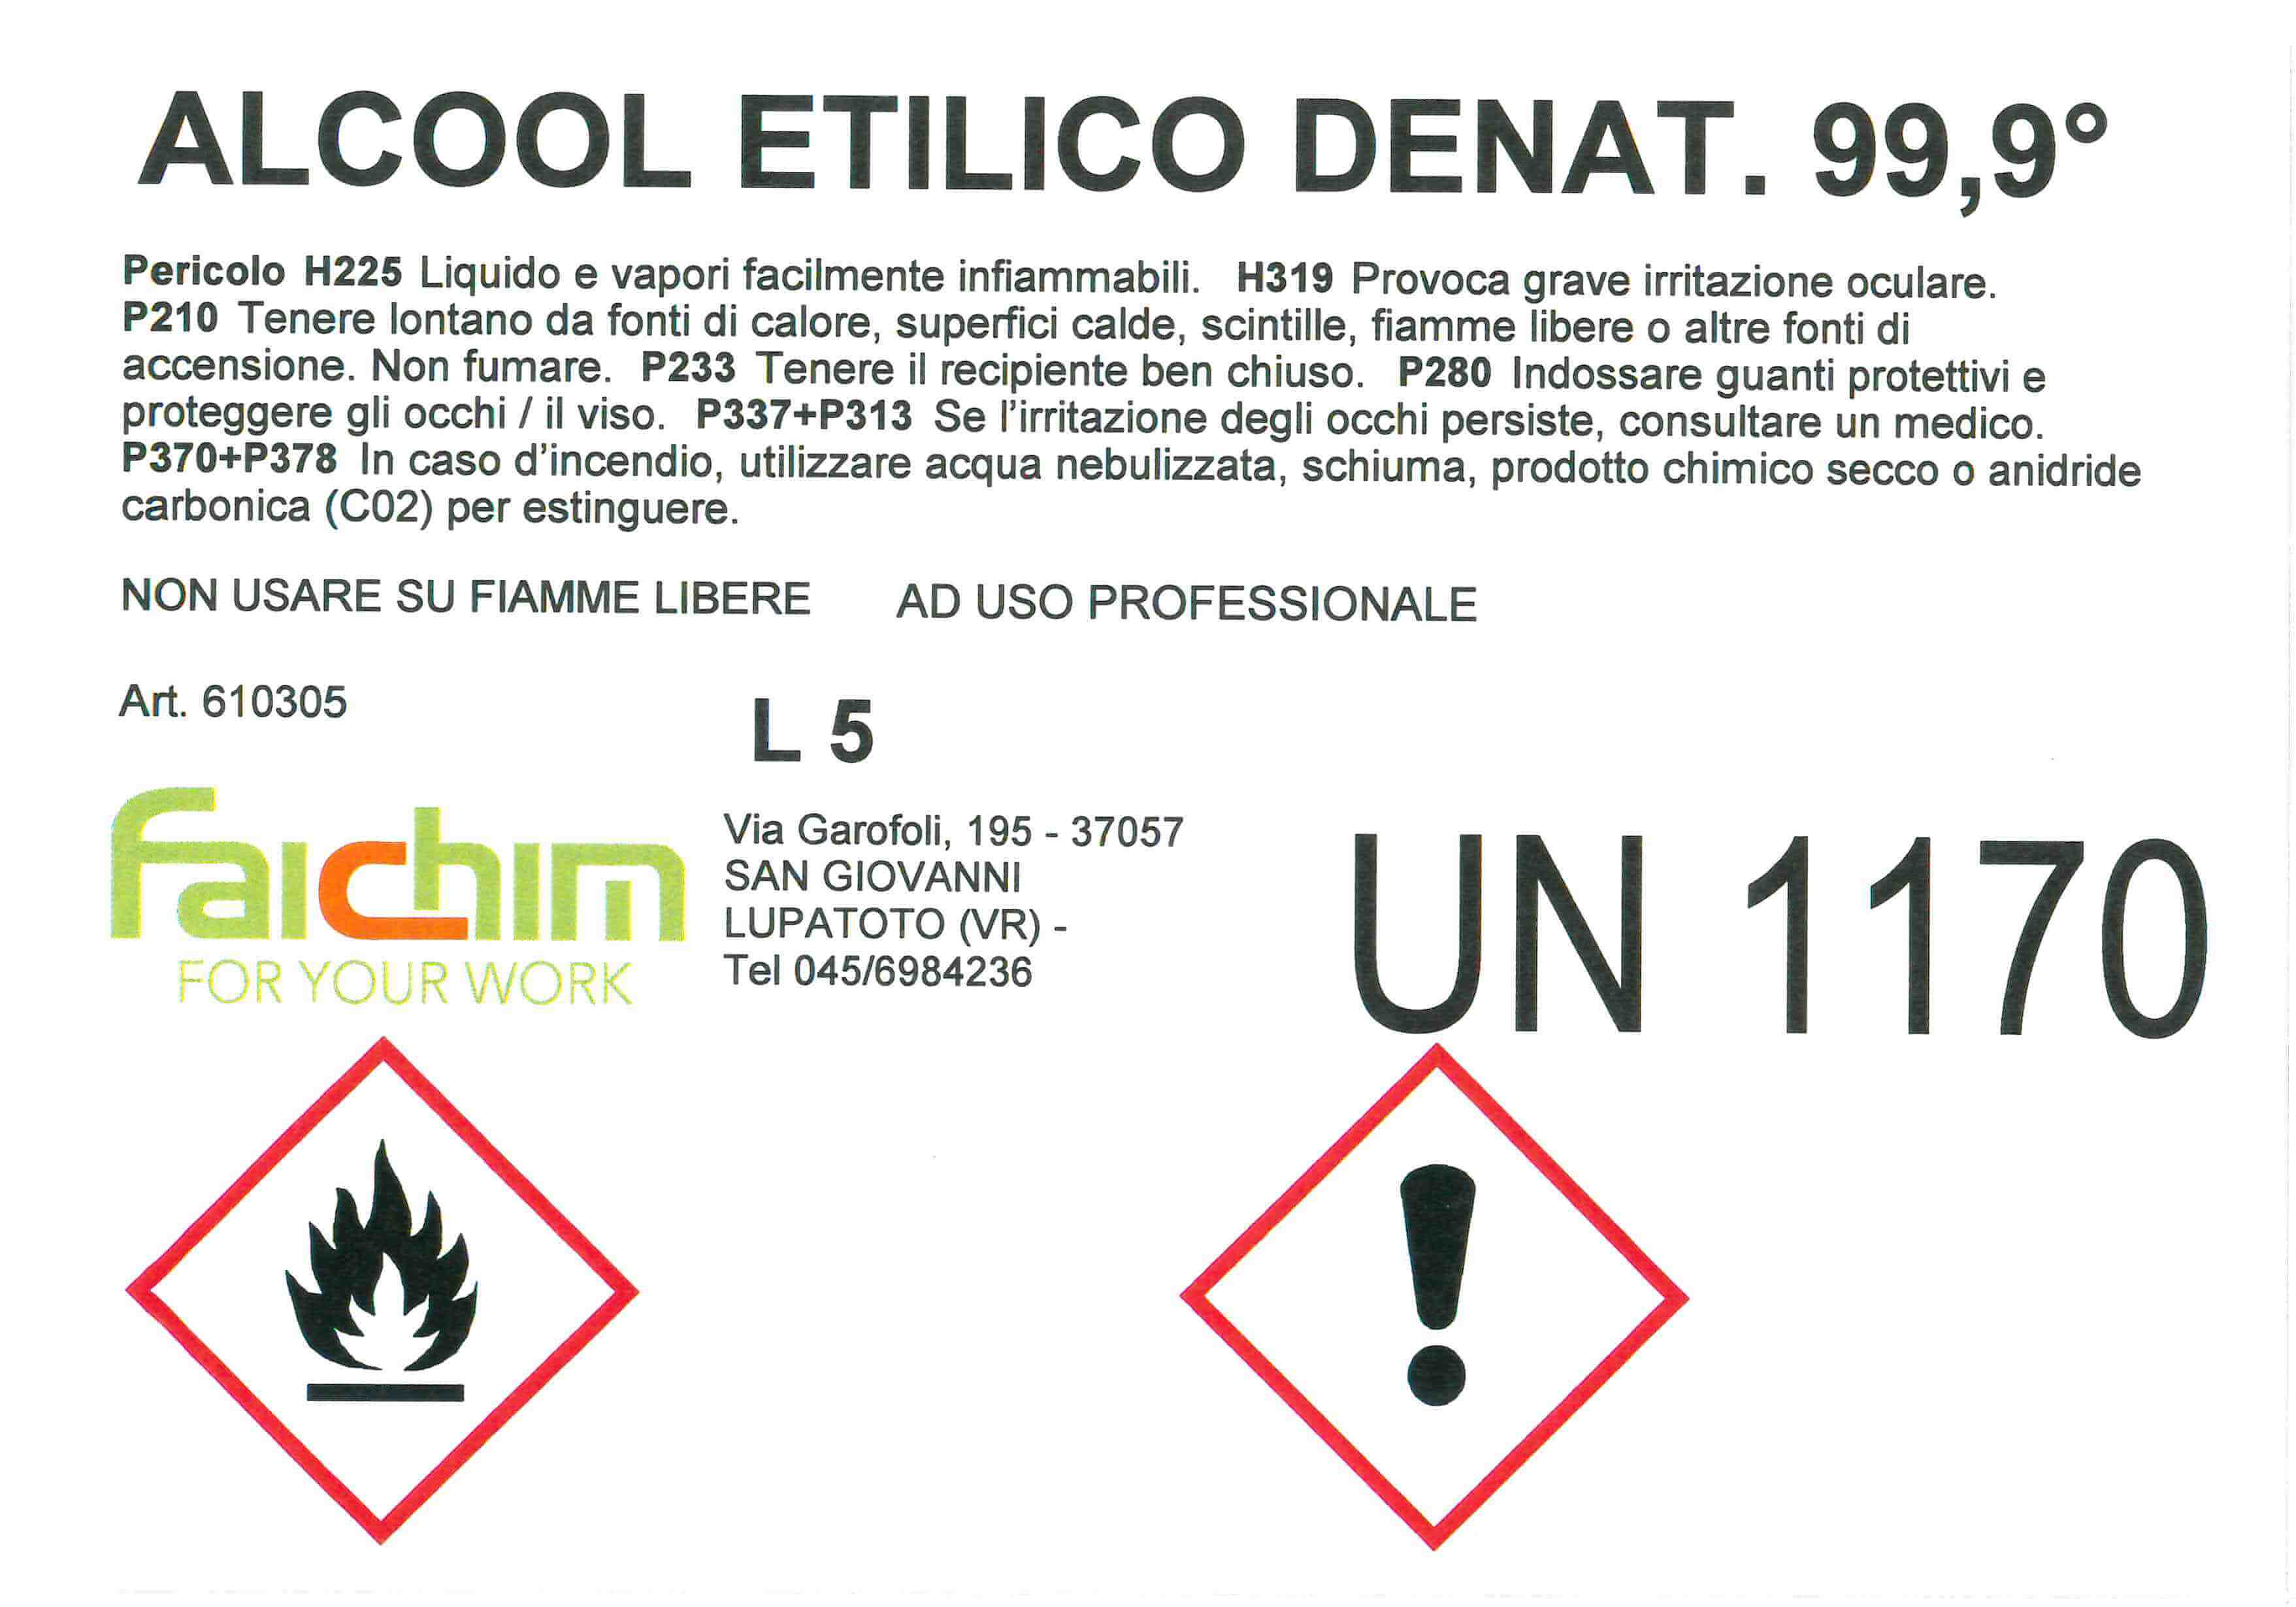 ALCOOL ETILICO DENAT. 99,9°
Pericolo H225 Liquido e vapori facilmente infiammabili. H319 Provoca grave irritazione oculare.
P210 Tenere lontano da fonti di calore, superfici calde, scintille, fiamme libere o altre fonti di
accensione. Non fumare. P233 Tenere il recipiente ben chiuso. P280 Indossare guanti protettivi e
proteggere gli occhi / il viso. P337+P313 Se l'irritazione degli occhi persiste, consultare un medico.
P370+P378 In caso d'incendio, utilizzare acqua nebulizzata, schiuma, prodotto chimico secco o anidride
carbonica (C02) per estinguere.
NON USARE SU FIAMME LIBERE AD USO PROFESSIONALE
Art. 610305
L 5
faichim
FOR YOUR WORK
Via Garofoli, 195 - 37057
SAN GIOVANNI
LUPATOTO (VR) -
Tel 045/6984236
UN 1170